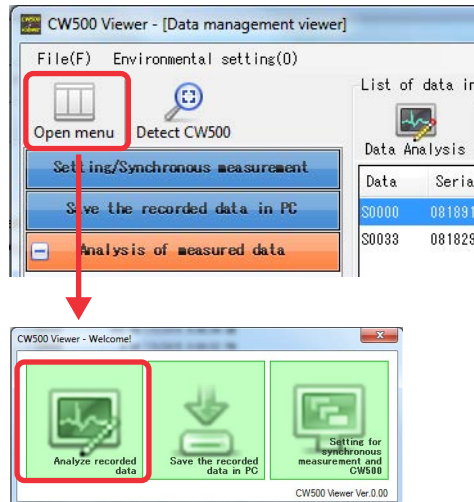 CW500 Viewer - [Data management viewer]
File(F) Environmental setting(O)
Open menu
Detect CW500
List of data in
Data Analysis
Setting/Synchronous measurement
Save the recorded data in PC
Analysis of measured data
Data Seria
S0000 081891
S0033 081829
CW500 Viewer - Welcome!
Analyze recorded
data
Save the recorded
data in PC
Setting for
synchronous
measurement and
CW500
CW500 Viewer Ver.0.00